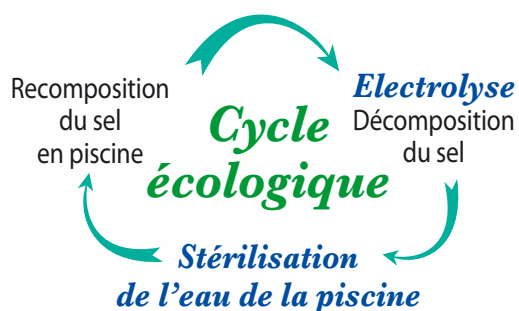 Recomposition
du sel
en piscine
Electrolyse
Décomposition
du sel
Cycle
écologique
Stérilisation
de l'eau de la piscine